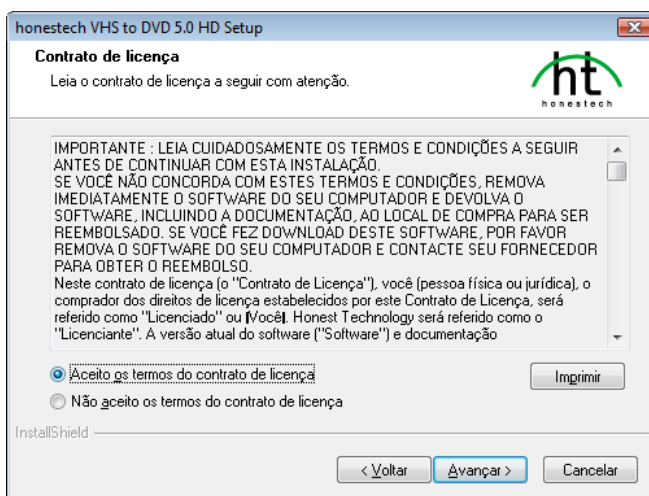 honestech VHS to DVD 5.0 HD Setup
Contrato de licença
Leia o contrato de licença a seguir com atenção.
ht
honestech
IMPORTANTE : LEIA CUIDADOSAMENTE OS TERMOS E CONDIÇÕES A SEGUIR
ANTES DE CONTINUAR COM ESTA INSTALAÇÃO.
SE VOCÊ NÃO CONCORDA COM ESTES TERMOS E CONDIÇÕES, REMOVA
IMEDIATAMENTE O SOFTWARE DO SEU COMPUTADOR E DEVOLVA O
SOFTWARE, INCLUINDO A DOCUMENTAÇÃO, AO LOCAL DE COMPRA PARA SER
REEMBOLSADO. SE VOCÊ FEZ DOWNLOAD DESTE SOFTWARE, POR FAVOR
REMOVA O SOFTWARE DO SEU COMPUTADOR E CONTACTE SEU FORNECEDOR
PARA OBTER O REEMBOLSO.
Neste contrato de licença (o "Contrato de Licença"), você (pessoa física ou jurídica), o
comprador dos direitos de licença estabelecidos por este Contrato de Licença, será
referido como "Licenciado" ou |Você|. Honest Technology será referido como o
"Licenciante". A versão atual do software ("Software") e documentação
Aceito os termos do contrato de licença
Imprimir
Não aceito os termos do contrato de licença
InstallShield
< Voltar
Avançar >
Cancelar